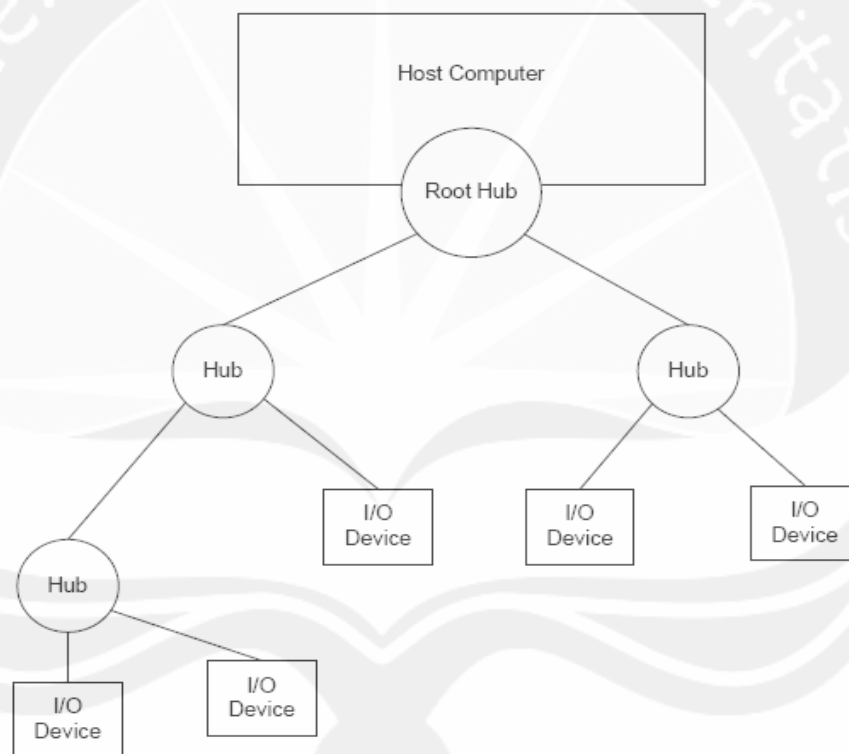 Host Computer
Root Hub
Hub
Hub
I/O
Device
I/O
Device
I/O
Device
Hub
I/O
Device
I/O
Device